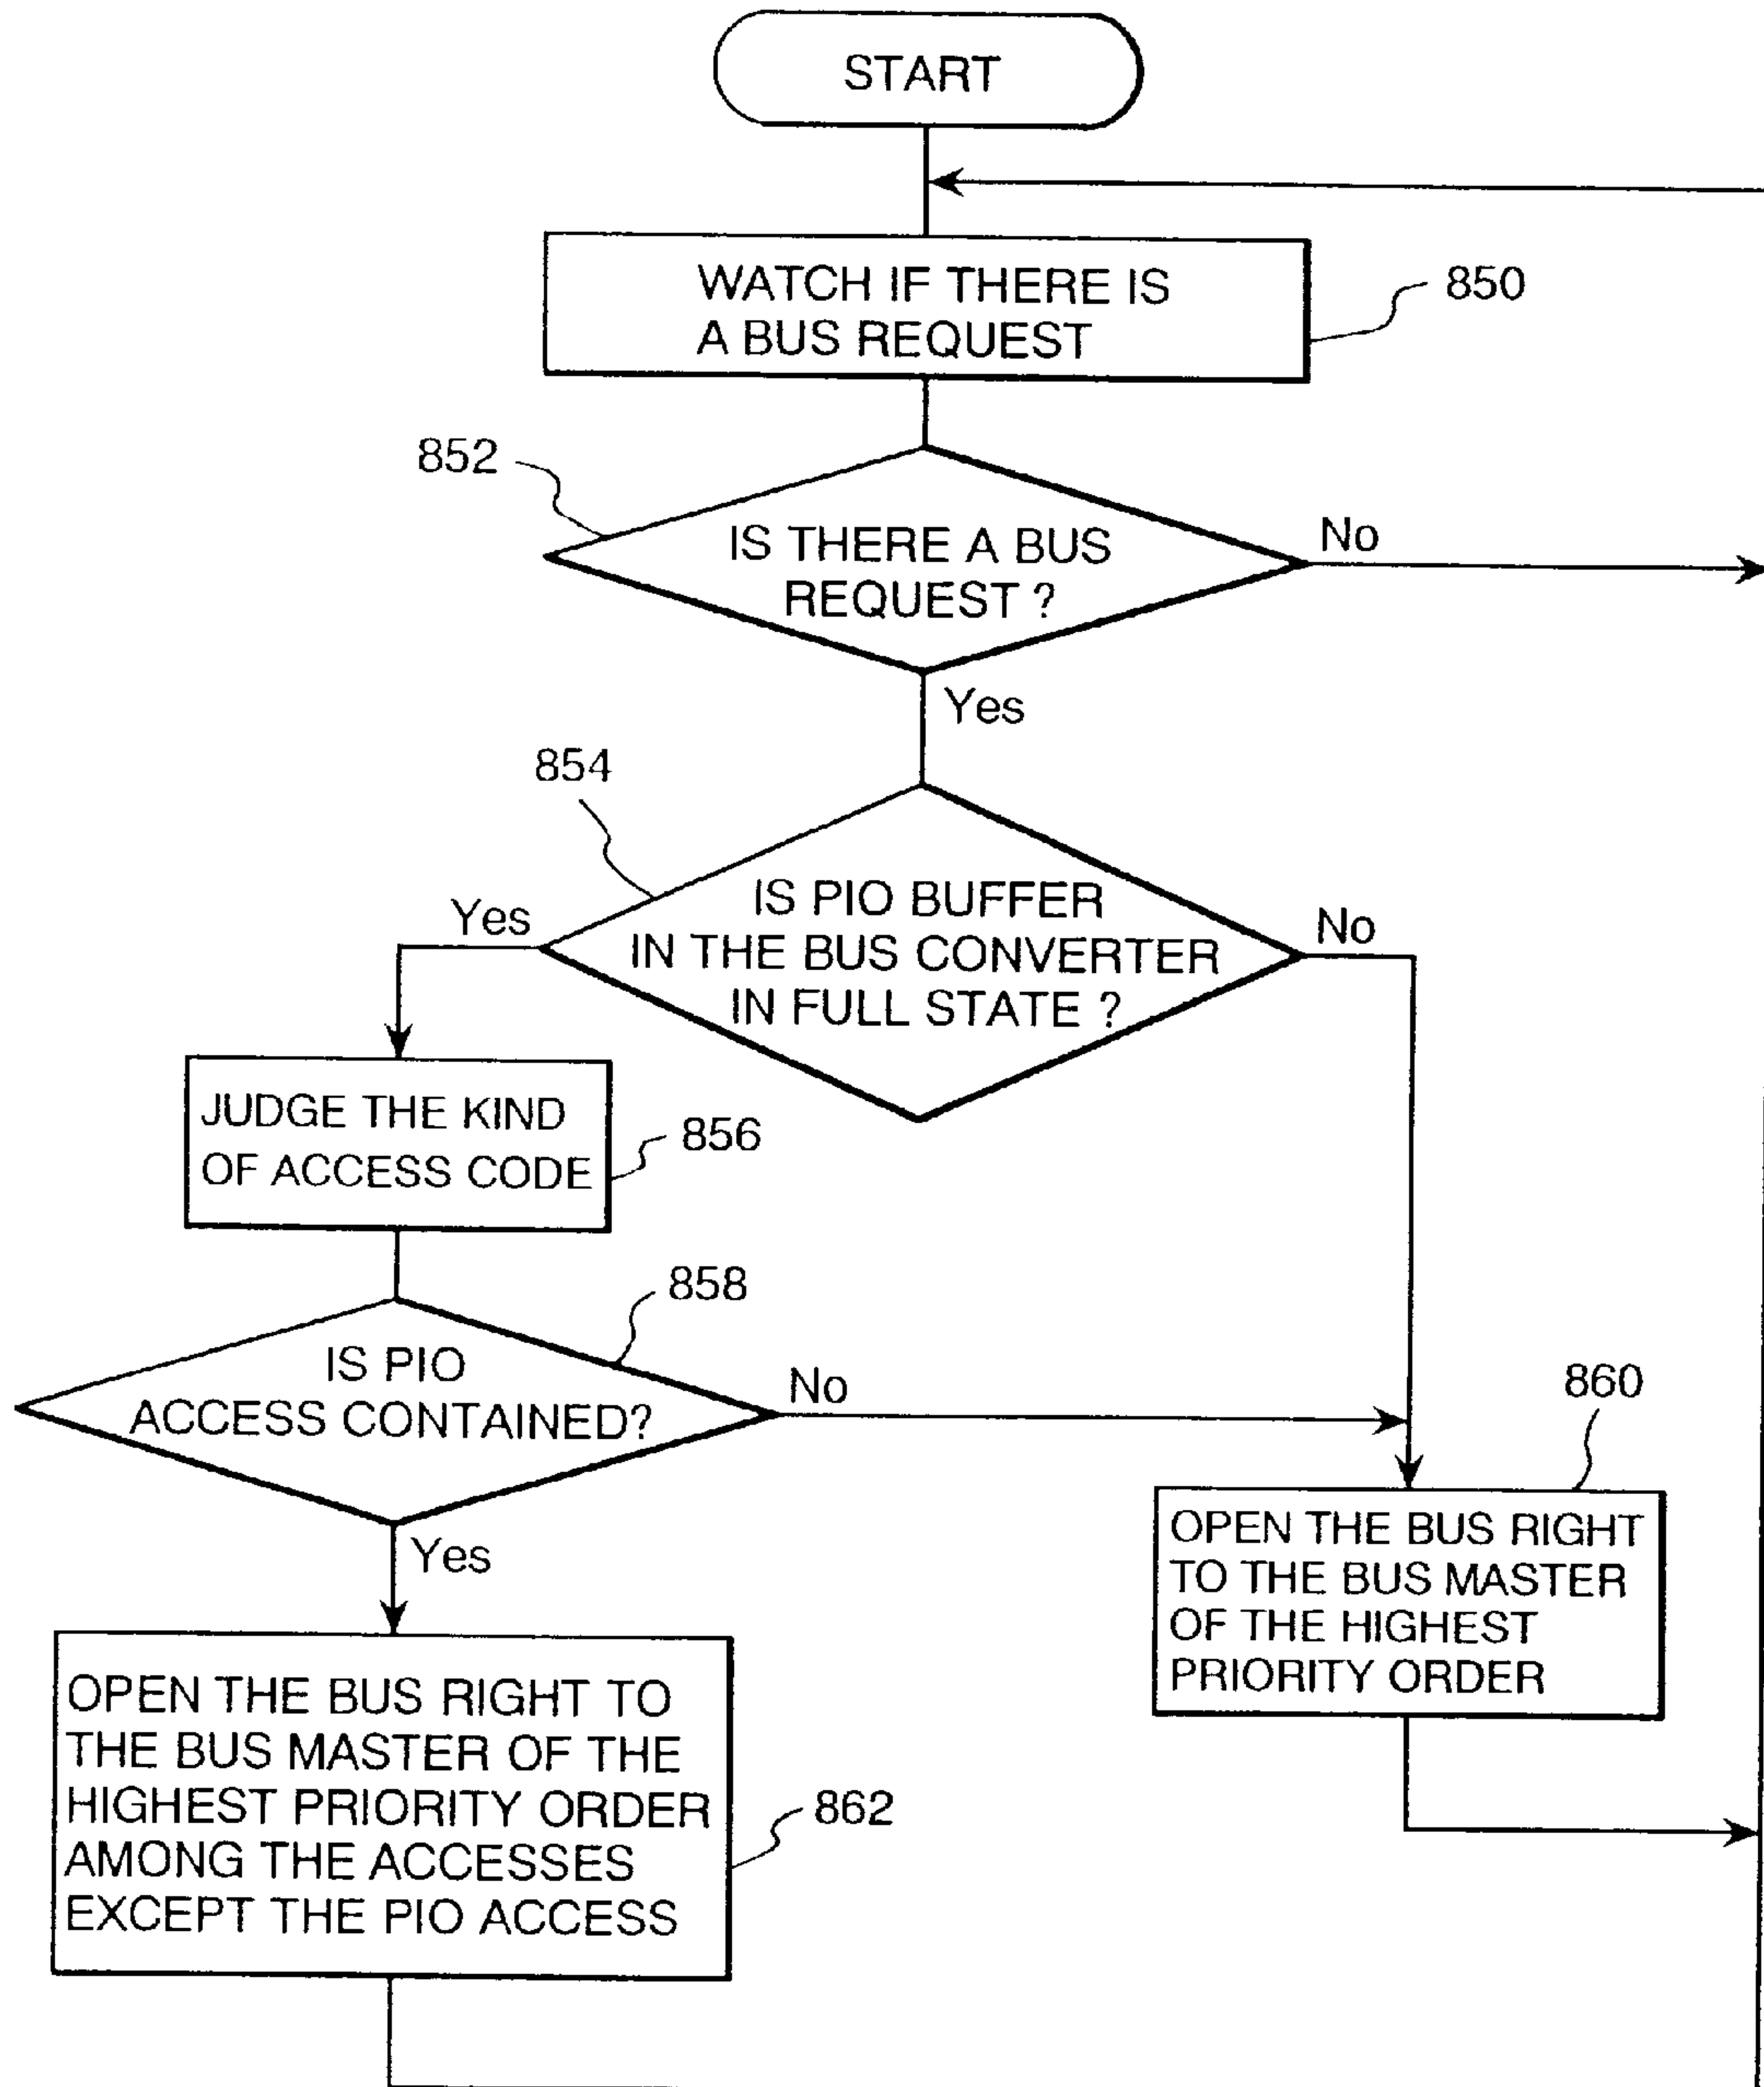 START
WATCH IF THERE IS
A BUS REQUEST
850
852
IS THERE A BUS
REQUEST ?
No
Yes
854
IS PIO BUFFER
IN THE BUS CONVERTER
IN FULL STATE ?
Yes
No
JUDGE THE KIND
OF ACCESS CODE
856
858
IS PIO
ACCESS CONTAINED?
No
Yes
860
OPEN THE BUS RIGHT
TO THE BUS MASTER
OF THE HIGHEST
PRIORITY ORDER
OPEN THE BUS RIGHT TO
THE BUS MASTER OF THE
HIGHEST PRIORITY ORDER
AMONG THE ACCESSES
EXCEPT THE PIO ACCESS
862